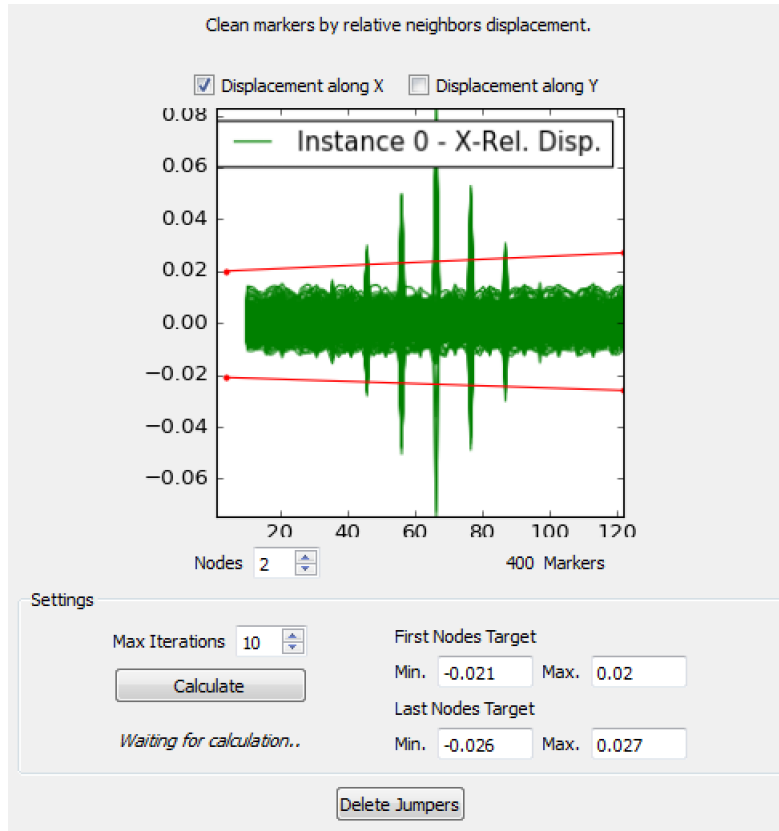 Clean markers by relative neighbors displacement.
Displacement along X Displacement along Y
0.08
Instance 0 - X-Rel. Disp.
0.06
0.04
0.02
0.00
−0.02
−0.04
−0.06
20 40 60 80 100 120
Nodes 2 400 Markers
Settings
Max Iterations 10 First Nodes Target
Min. -0.021 Max. 0.02
Calculate
Last Nodes Target
Waiting for calculation.. Min. -0.026 Max. 0.027
Delete Jumpers